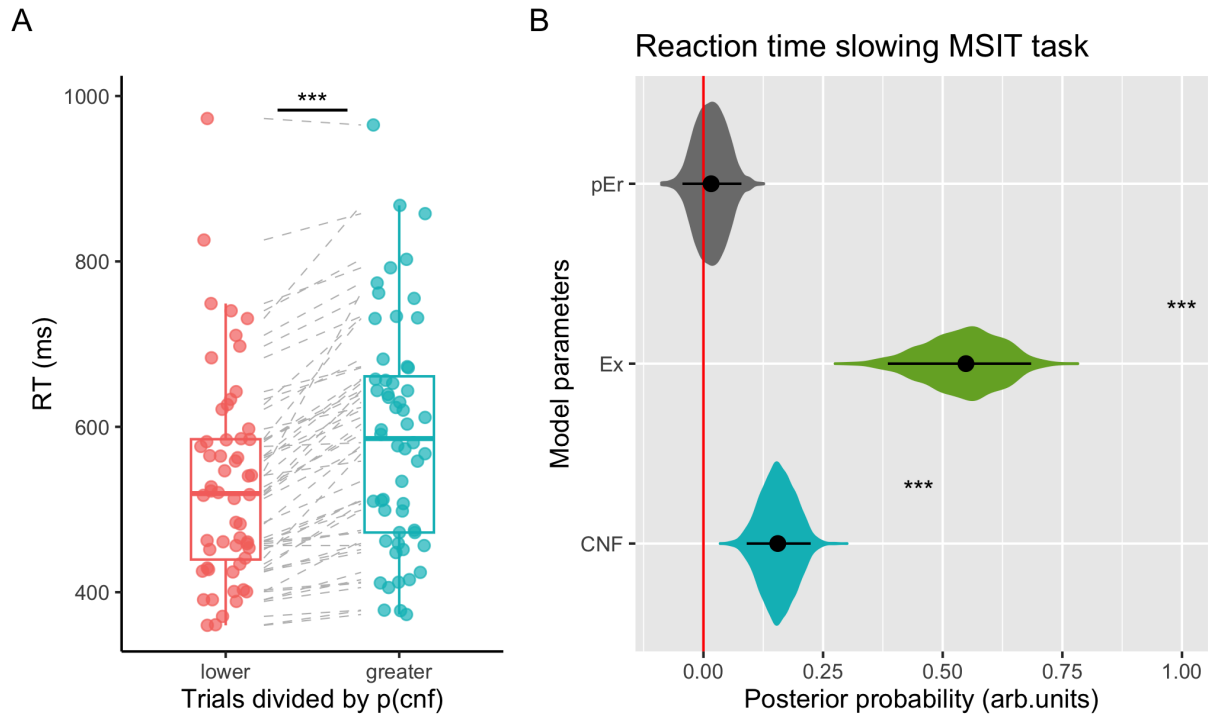 A
RT (ms)
1000
800
600
400
***
lower
greater
Trials divided by p(cnf)
B
Reaction time slowing MSIT task
Model parameters
pEr
Ex
CNF
***
***
0.00
0.25
0.50
0.75
1.00
Posterior probability (arb.units)